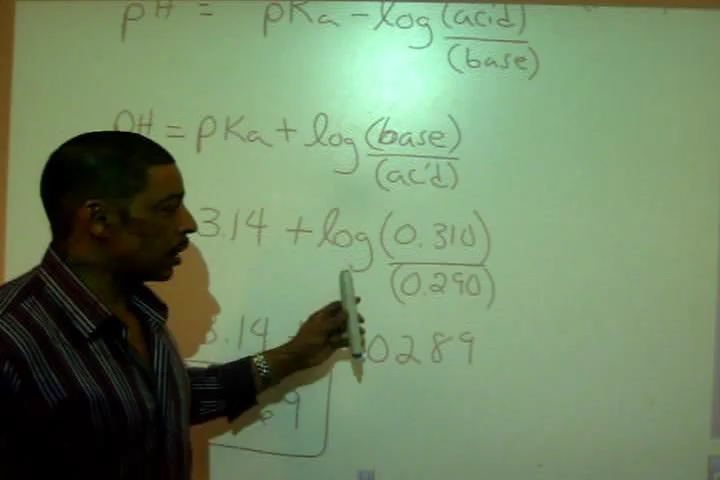 pH = pKa - log (acid)
(base)
pH = pKa + log (base)
(acid)
3.14 + log (0.310)
(0.290)
3.14 0289
9